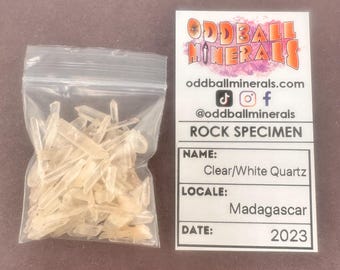 ODDBALL
MINERALS
oddballminerals.com
@oddballminerals
ROCK SPECIMEN
NAME:
Clear/White Quartz
LOCALE:
Madagascar
DATE:
2023